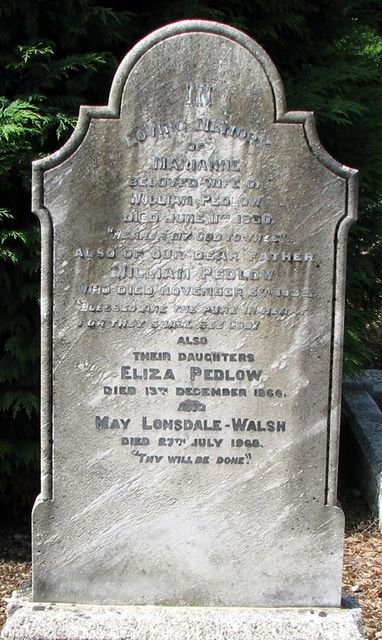 IN
LOVING MEMORY
OF
MARIANNE
BELOVED WIFE OF
WILLIAM PEDLOW
DIED JUNE 11TH 1930.
"NEARER MY GOD TO THEE"
ALSO OF OUR DEAR FATHER
WILLIAM PEDLOW
WHO DIED NOVEMBER
"BLESSED ARE THE PURE IN HEART
FOR THEY SHALL SEE GOD"
ALSO
THEIR DAUGHTERS
ELIZA PEDLOW
DIED 13TH DECEMBER 1966.
AND
MAY LONSDALE-WALSH
DIED 27TH JULY 1968.
"THY WILL BE DONE."